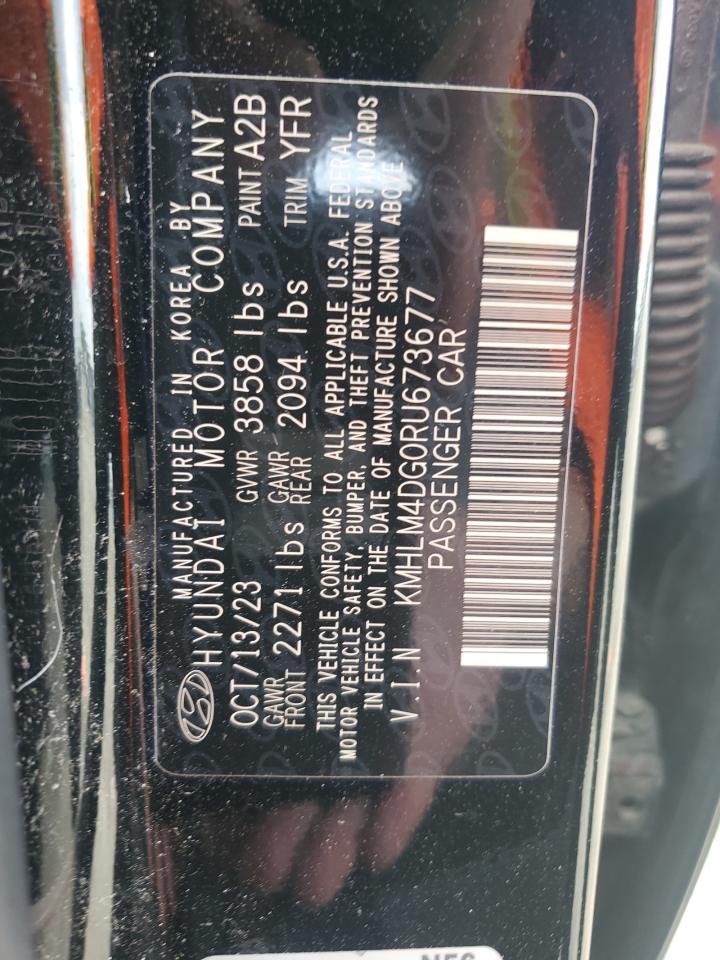 MANUFACTURED IN KOREA BY
HYUNDAI MOTOR COMPANY
OCT/13/23 GVWR 3858 lbs PAINT A2B
GAWR FRONT 2271 lbs GAWR REAR 2094 lbs TRIM YFR
THIS VEHICLE CONFORMS TO ALL APPLICABLE U.S.A. FEDERAL
MOTOR VEHICLE SAFETY, BUMPER, AND THEFT PREVENTION STANDARDS
IN EFFECT ON THE DATE OF MANUFACTURE SHOWN ABOVE
V.I.N KMHLM4DG0RU673677
PASSENGER CAR